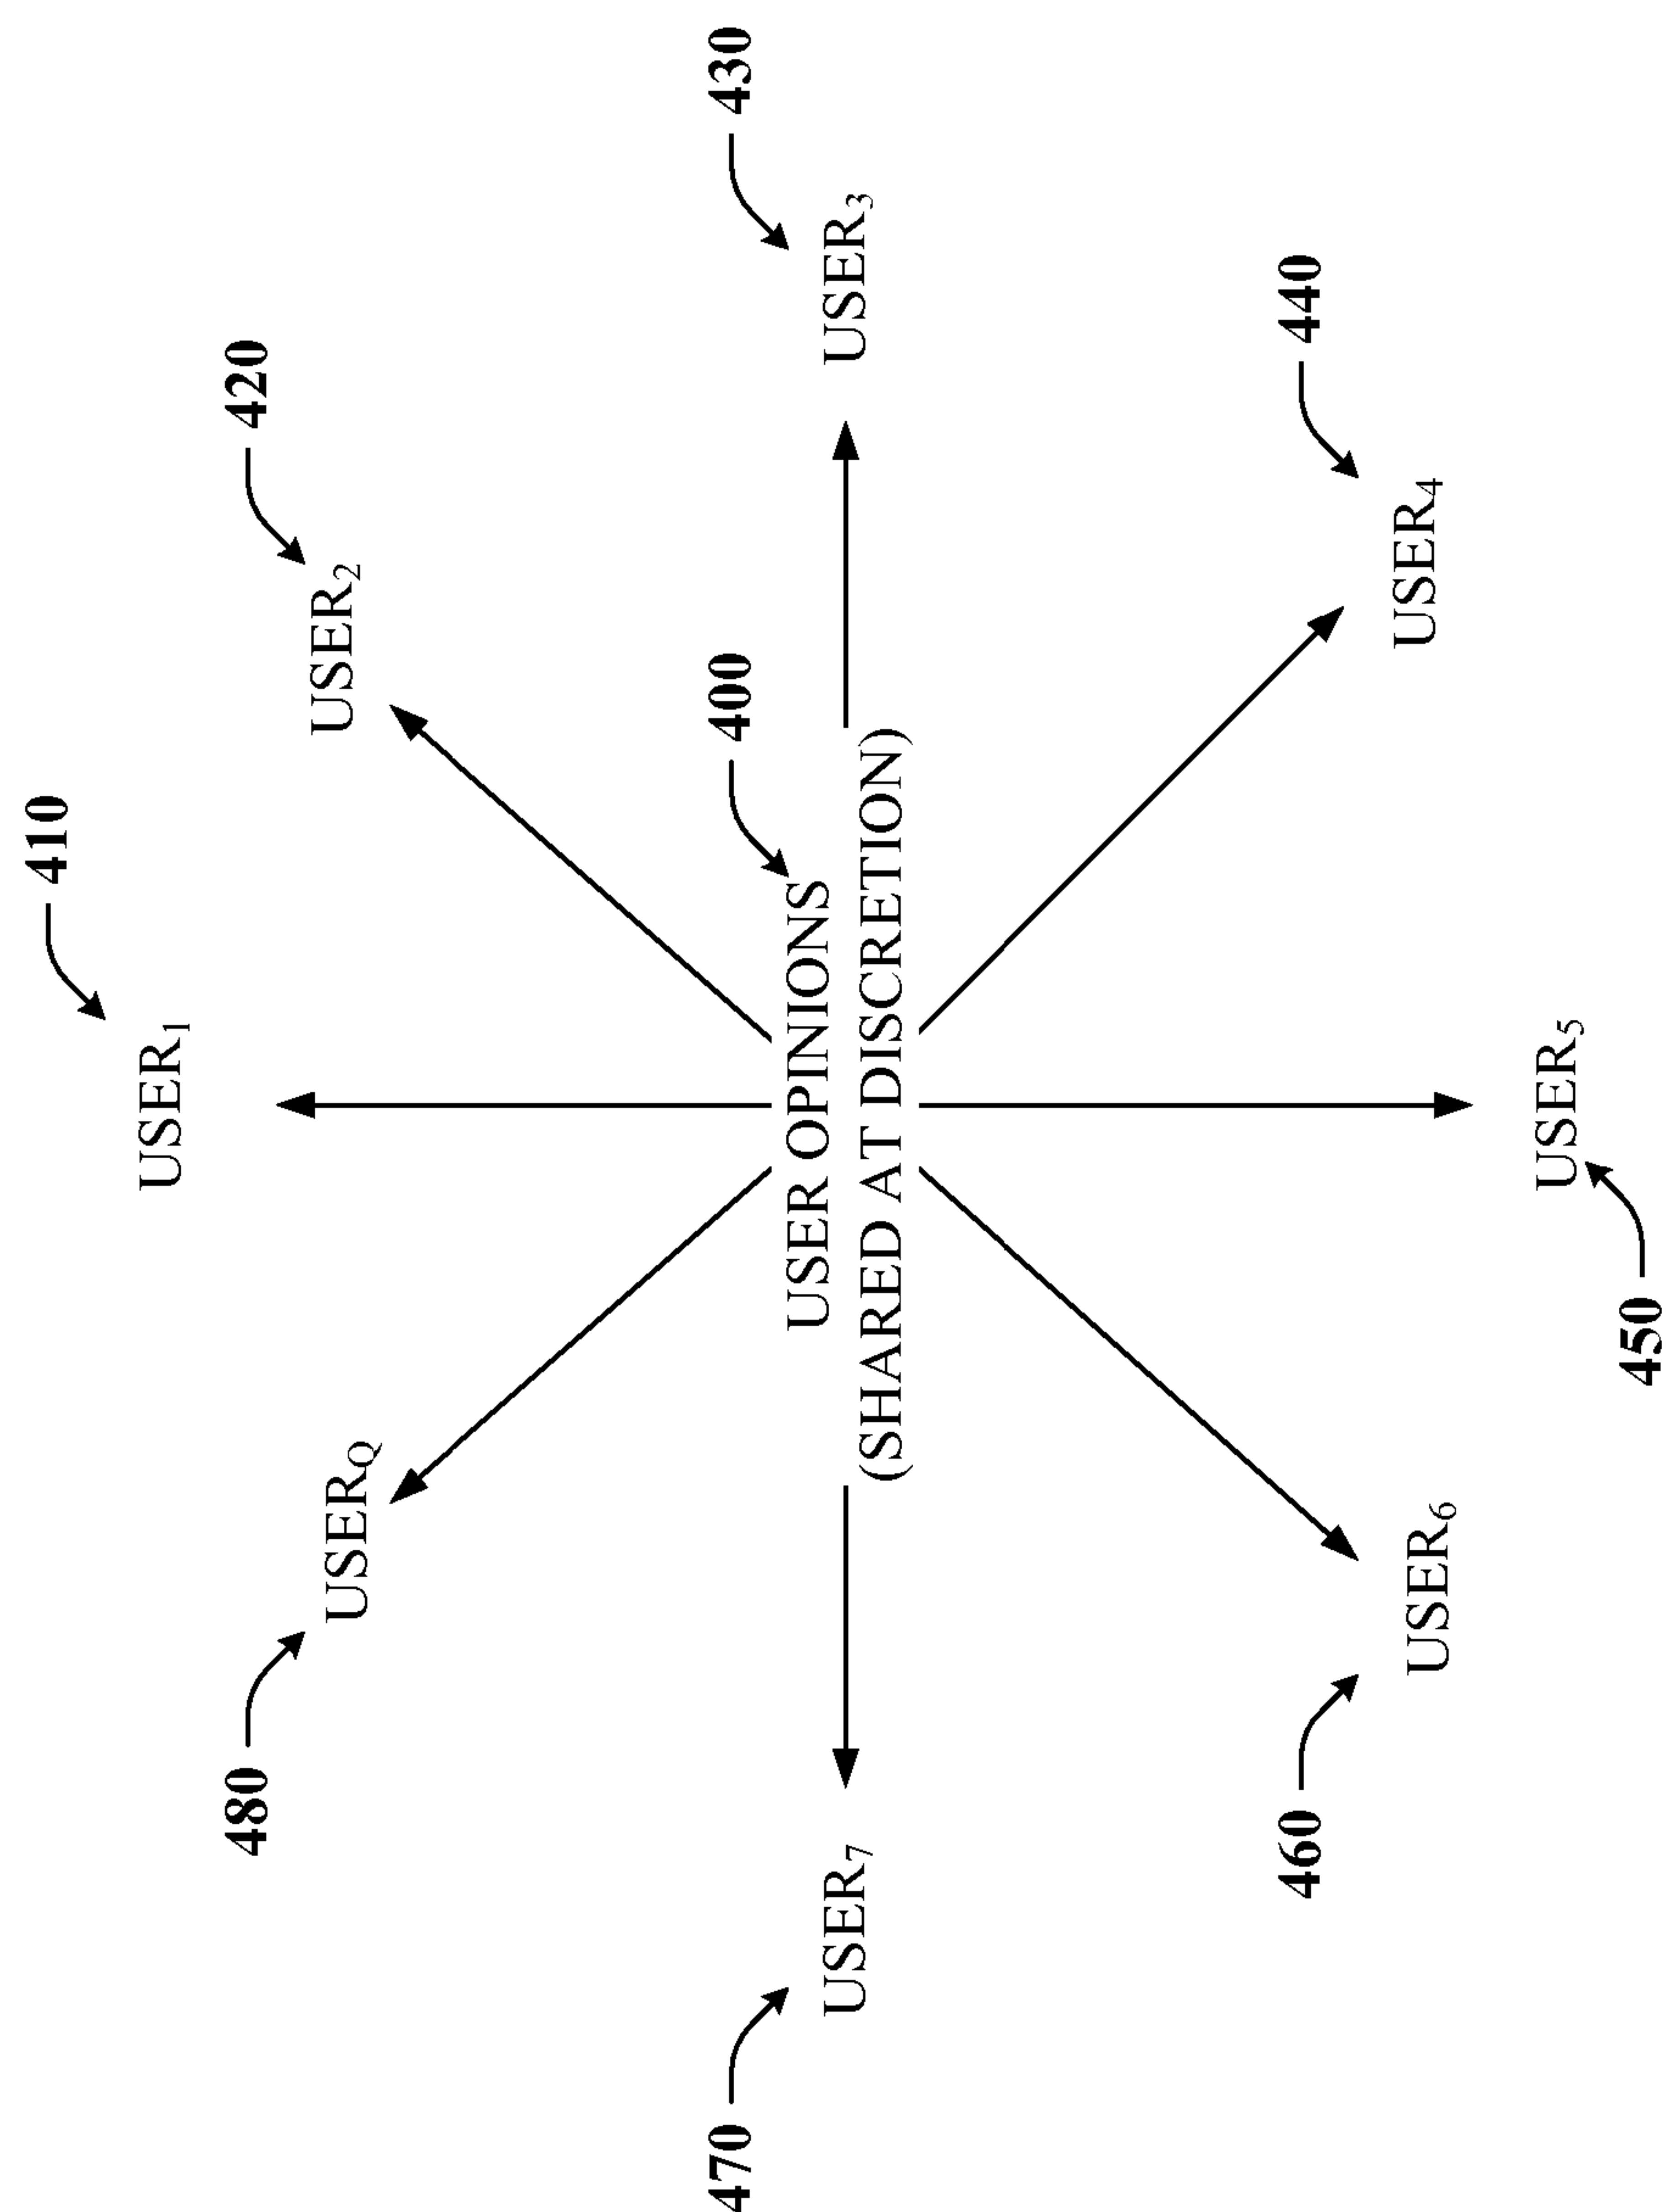 410
USER₁
480
420
USER_Q
USER₂
470
400
430
USER₇
USER OPINIONS
USER₃
(SHARED AT DISCRETION)
460
440
USER₆
USER₄
USER₅
450